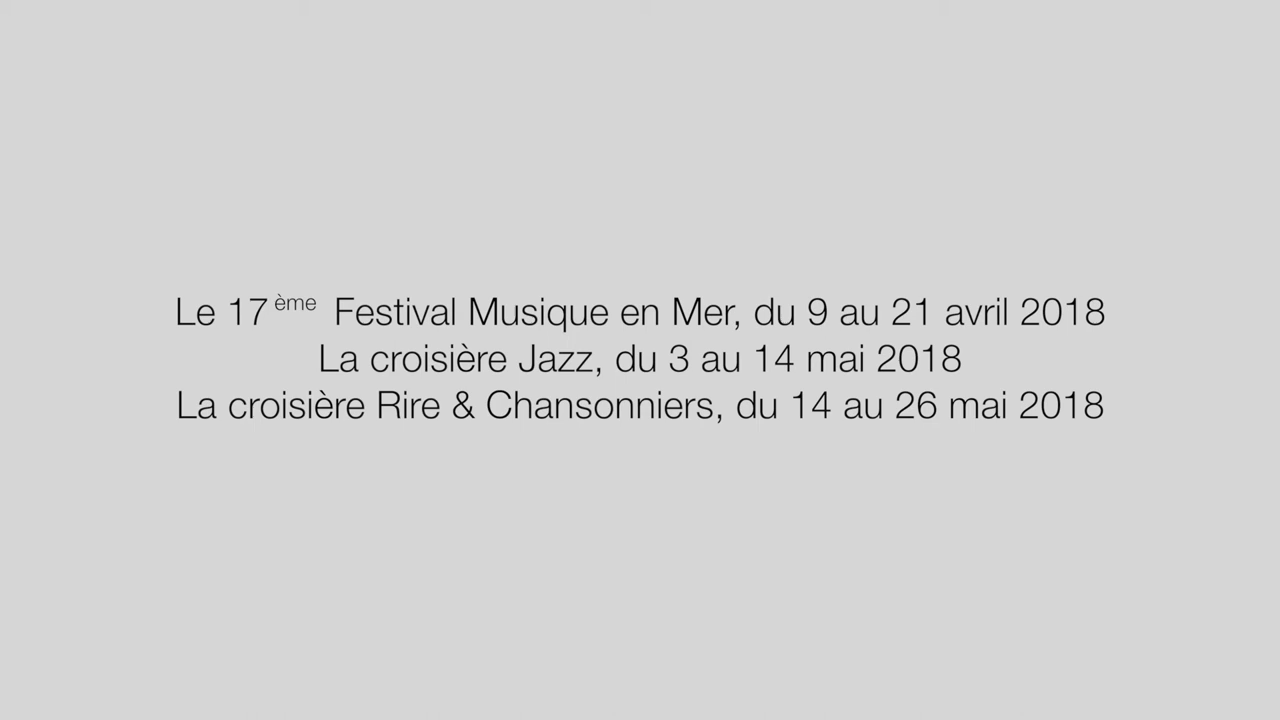 Le 17ème Festival Musique en Mer, du 9 au 21 avril 2018
La croisière Jazz, du 3 au 14 mai 2018
La croisière Rire & Chansonniers, du 14 au 26 mai 2018